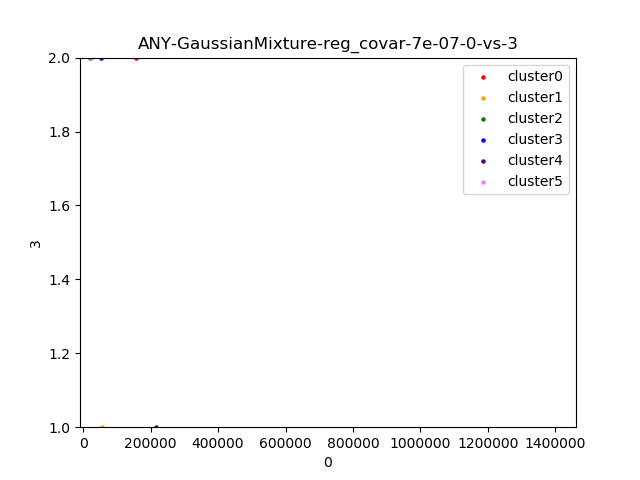 ANY-GaussianMixture-reg_covar-7e-07-0-vs-3
2.0
1.8
1.6
1.4
1.2
1.0
3
0
200000
400000
600000
800000
1000000
1200000
1400000
0
cluster0
cluster1
cluster2
cluster3
cluster4
cluster5